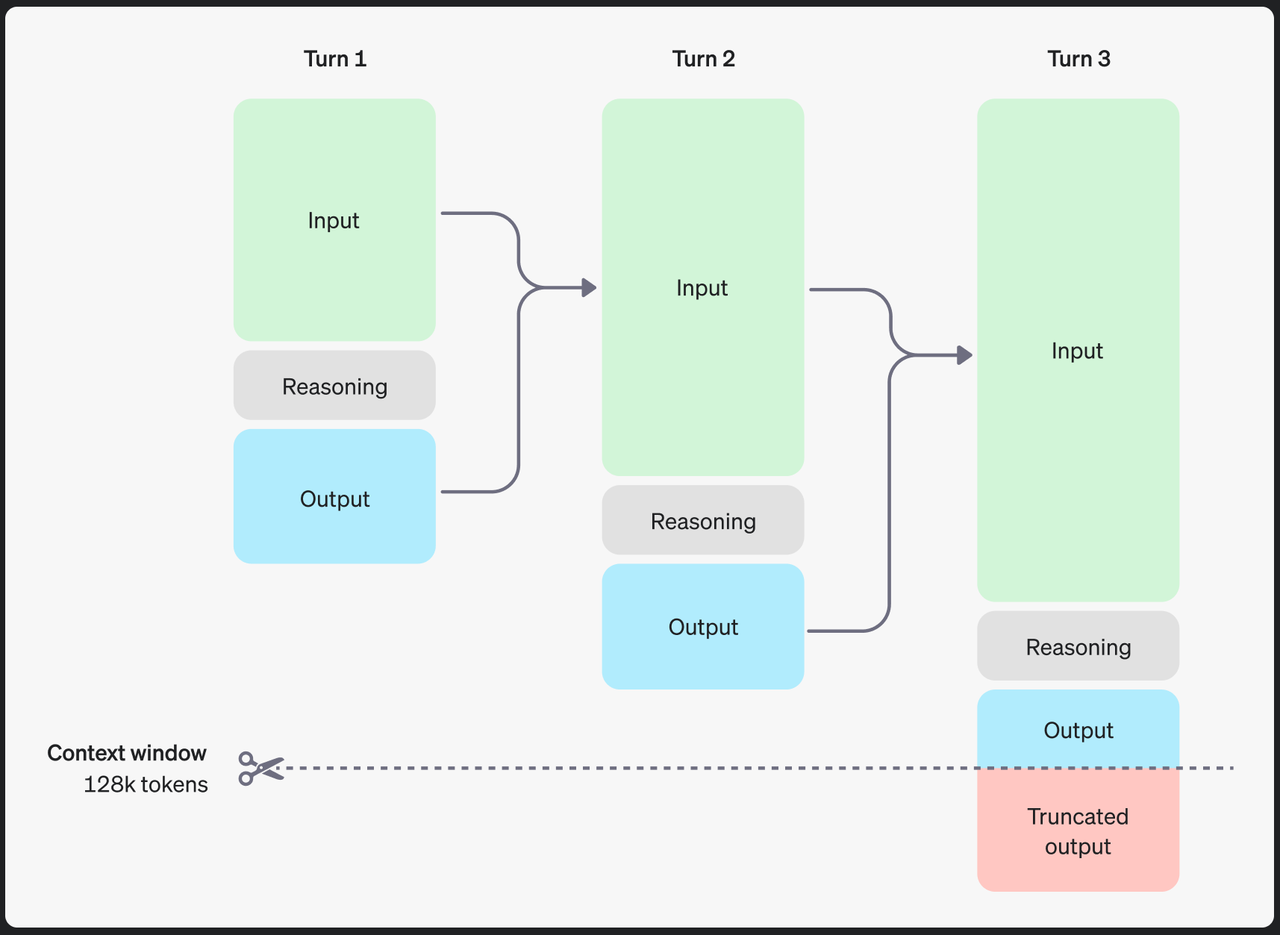 Turn 1
Turn 2
Turn 3
Input
Reasoning
Output
Input
Reasoning
Output
Input
Reasoning
Output
Truncated
output
Context window
128k tokens